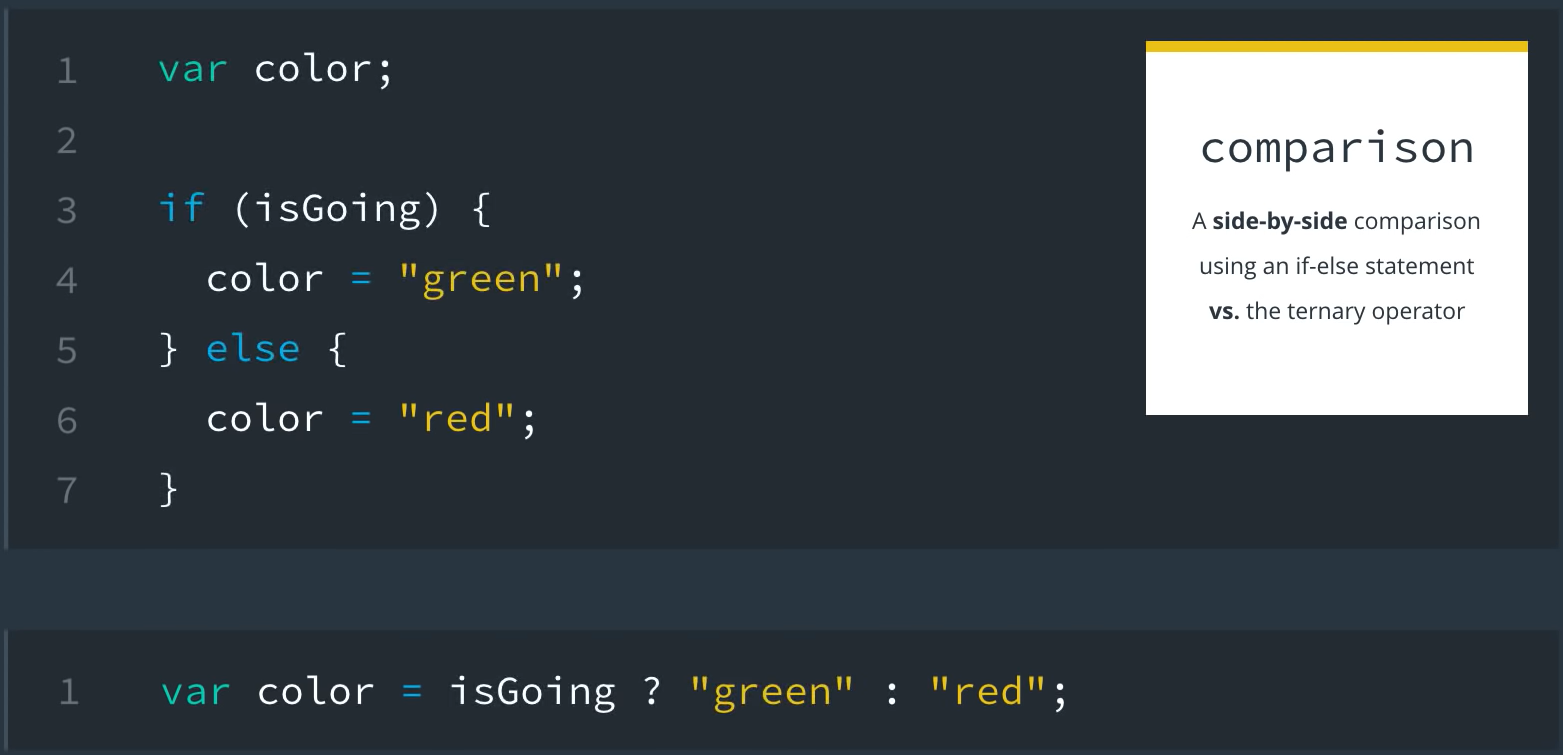 1 var color;
2
3 if (isGoing) {
4   color = "green";
5 } else {
6   color = "red";
7 }
comparison
A side-by-side comparison
using an if-else statement
vs. the ternary operator
1 var color = isGoing ? "green" : "red";